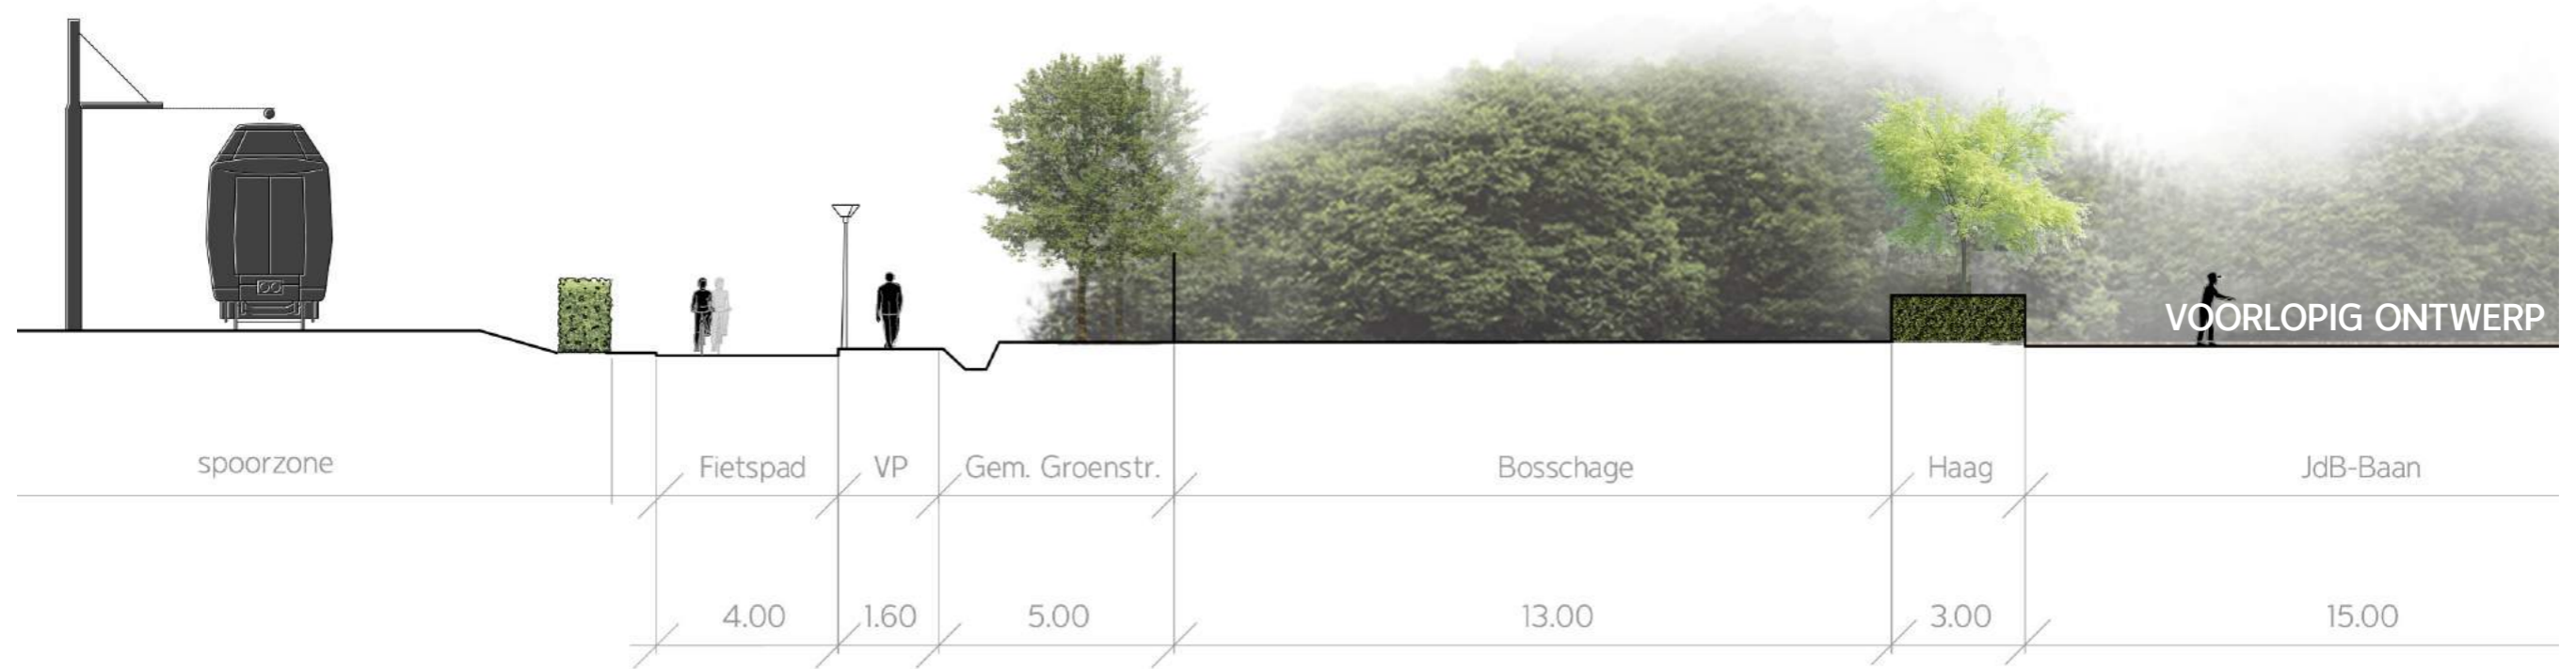 VOORLOPIG ONTWERP
spoorzone Fietspad VP Gem. Groenstr. Bosschage Haag JdB-Baan
4.00 1.60 5.00 13.00 3.00 15.00